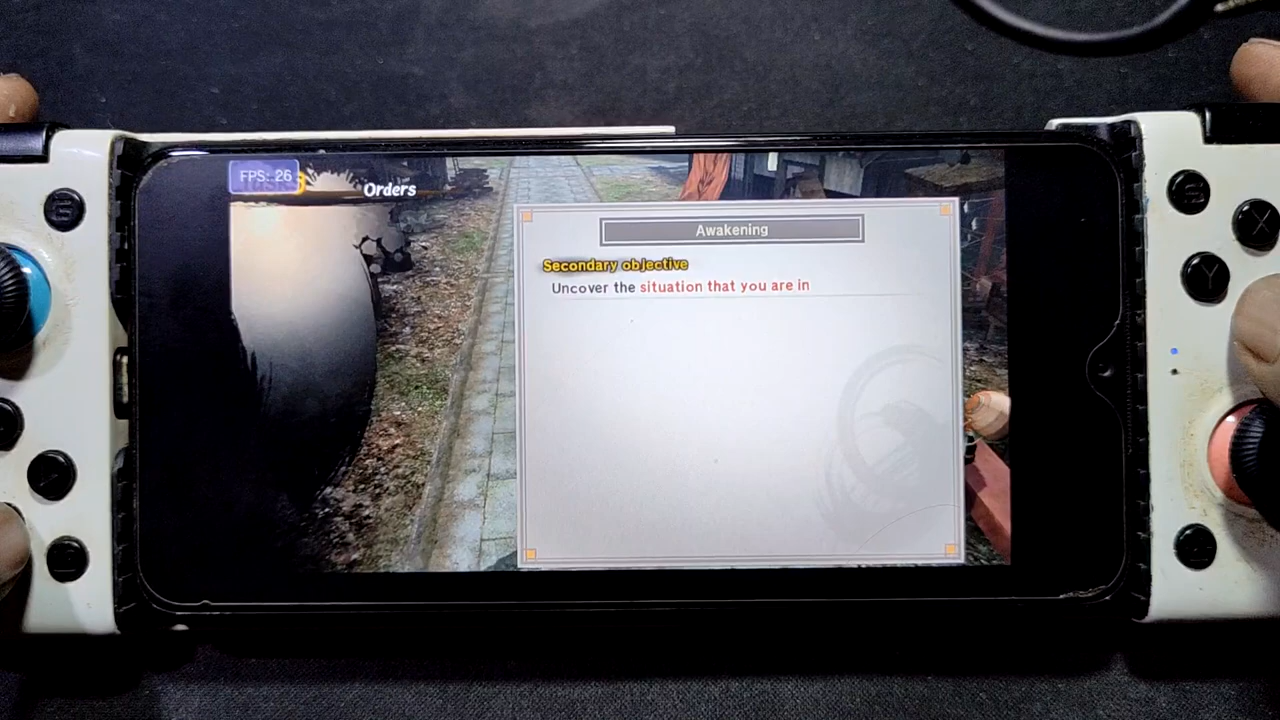 FPS: 26
Orders
Awakening
Secondary objective
Uncover the situation that you are in
X
Y